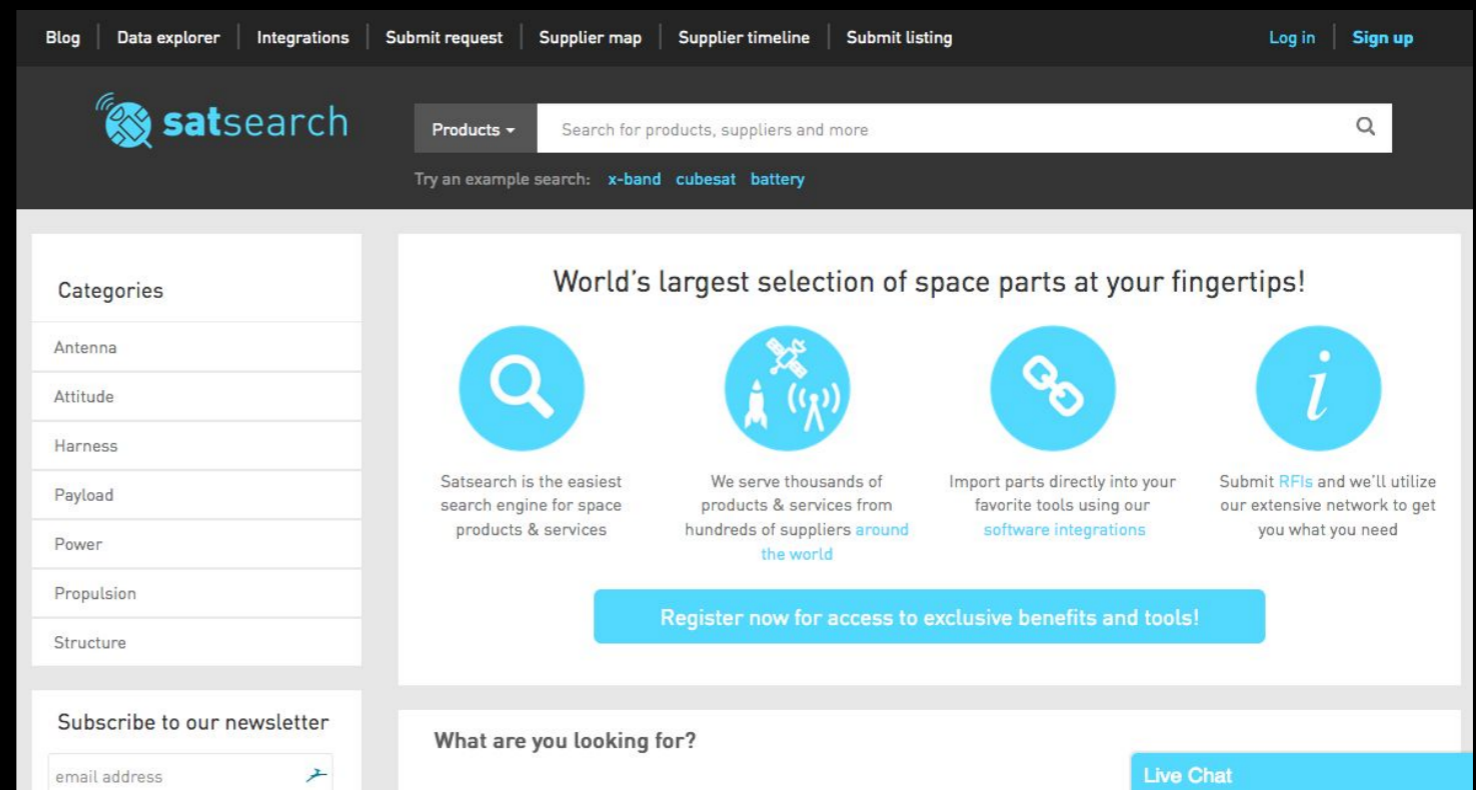 Blog
Data explorer
Integrations
Submit request
Supplier map
Supplier timeline
Submit listing
Log in
Sign up
satsearch
Products
Search for products, suppliers and more
Try an example search: x-band cubesat battery
Categories
Antenna
Attitude
Harness
Payload
Power
Propulsion
Structure
Subscribe to our newsletter
email address
World's largest selection of space parts at your fingertips!
Satsearch is the easiest
search engine for space
products & services
We serve thousands of
products & services from
hundreds of suppliers around
the world
Import parts directly into your
favorite tools using our
software integrations
i
Submit RFIs and we'll utilize
our extensive network to get
you what you need
Register now for access to exclusive benefits and tools!
What are you looking for?
Live Chat